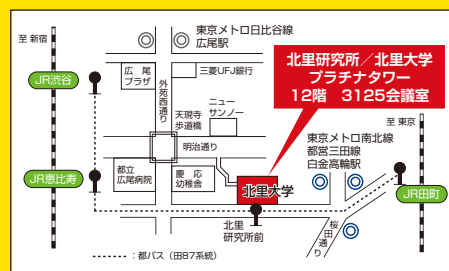 至 新宿
東京メトロ日比谷線
広尾駅
JR渋谷
広尾
プラザ
三菱UFJ銀行
外苑西通り
天現寺
歩道橋
ニュー
サンノー
北里研究所／北里大学
プラチナタワー
12階 3125会議室
明治通り
東京メトロ南北線
都営三田線
白金高輪駅
至 東京
JR恵比寿
都立
広尾病院
慶応
幼稚舎
北里大学
JR田町
北里
研究所前
桜田通り
：都バス（田87系統）